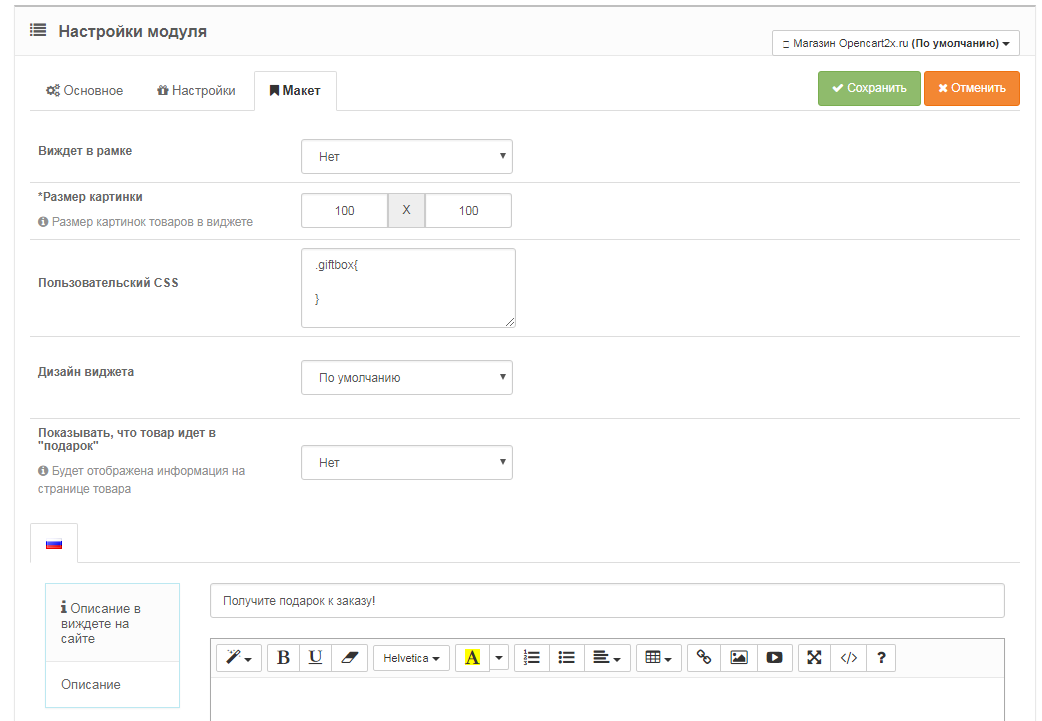 Настройки модуля
Магазин Opencart2x.ru (По умолчанию)
Основное
Настройки
Макет
Сохранить
Отменить
Виждет в рамке
Нет
*Размер картинки
Размер картинок товаров в виджете
100
X
100
Пользовательский CSS
.giftbox{
}
Дизайн виджета
По умолчанию
Показывать, что товар идет в
"подарок"
Будет отображена информация на
странице товара
Нет
Описание в
виждете на
сайте
Описание
Получите подарок к заказу!
B
U
Helvetica
A
</>
?